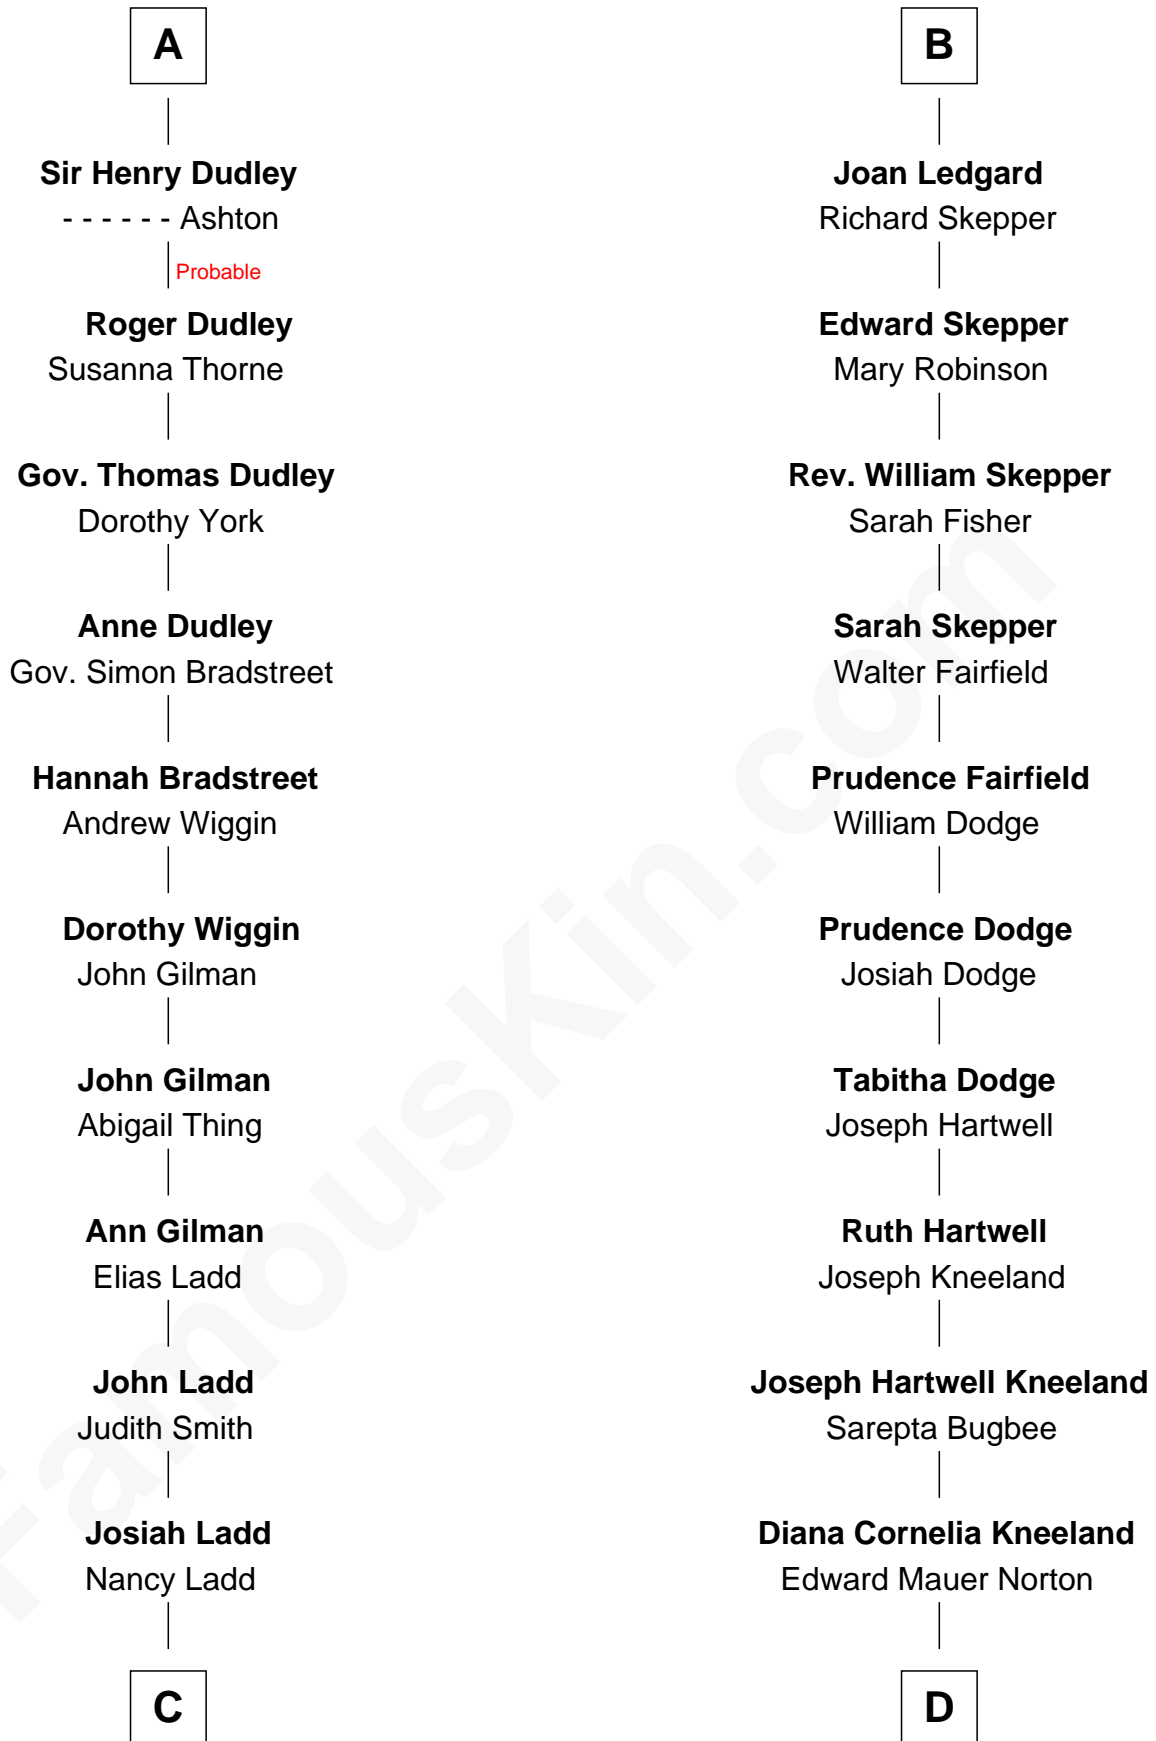 A
Sir Henry Dudley
- - - - - - Ashton
Probable
Roger Dudley
Susanna Thorne
Gov. Thomas Dudley
Dorothy York
Anne Dudley
Gov. Simon Bradstreet
Hannah Bradstreet
Andrew Wiggin
Dorothy Wiggin
John Gilman
John Gilman
Abigail Thing
Ann Gilman
Elias Ladd
John Ladd
Judith Smith
Josiah Ladd
Nancy Ladd
C
B
Joan Ledgard
Richard Skepper
Edward Skepper
Mary Robinson
Rev. William Skepper
Sarah Fisher
Sarah Skepper
Walter Fairfield
Prudence Fairfield
William Dodge
Prudence Dodge
Josiah Dodge
Tabitha Dodge
Joseph Hartwell
Ruth Hartwell
Joseph Kneeland
Joseph Hartwell Kneeland
Sarepta Bugbee
Diana Cornelia Kneeland
Edward Mauer Norton
D
FamousKin.com